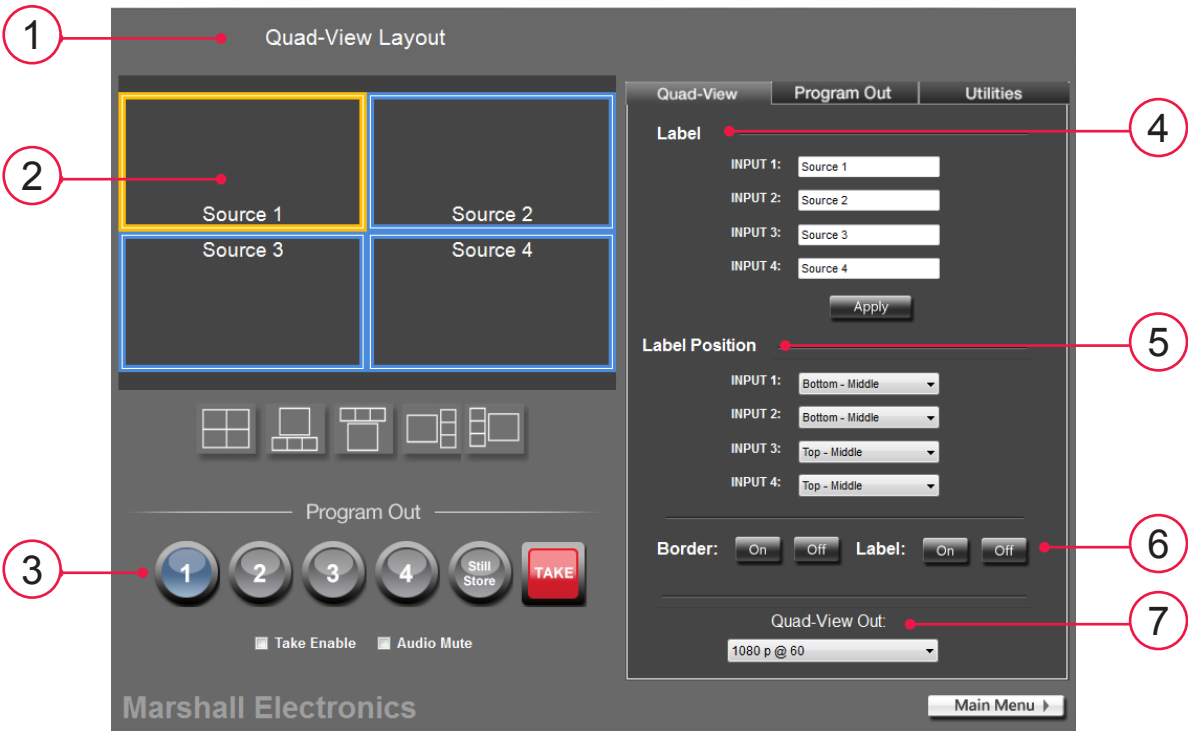 1
Quad-View Layout
2
Source 1
Source 2
Source 3
Source 4
Program Out
3
1
2
3
4
Still
Store
TAKE
Take Enable
Audio Mute
Marshall Electronics
Quad-View
Program Out
Utilities
Label
4
INPUT 1: Source 1
INPUT 2: Source 2
INPUT 3: Source 3
INPUT 4: Source 4
Apply
Label Position
5
INPUT 1: Bottom - Middle
INPUT 2: Bottom - Middle
INPUT 3: Top - Middle
INPUT 4: Top - Middle
Border: On Off Label: On Off
6
Quad-View Out:
7
1080 p @ 60
Main Menu